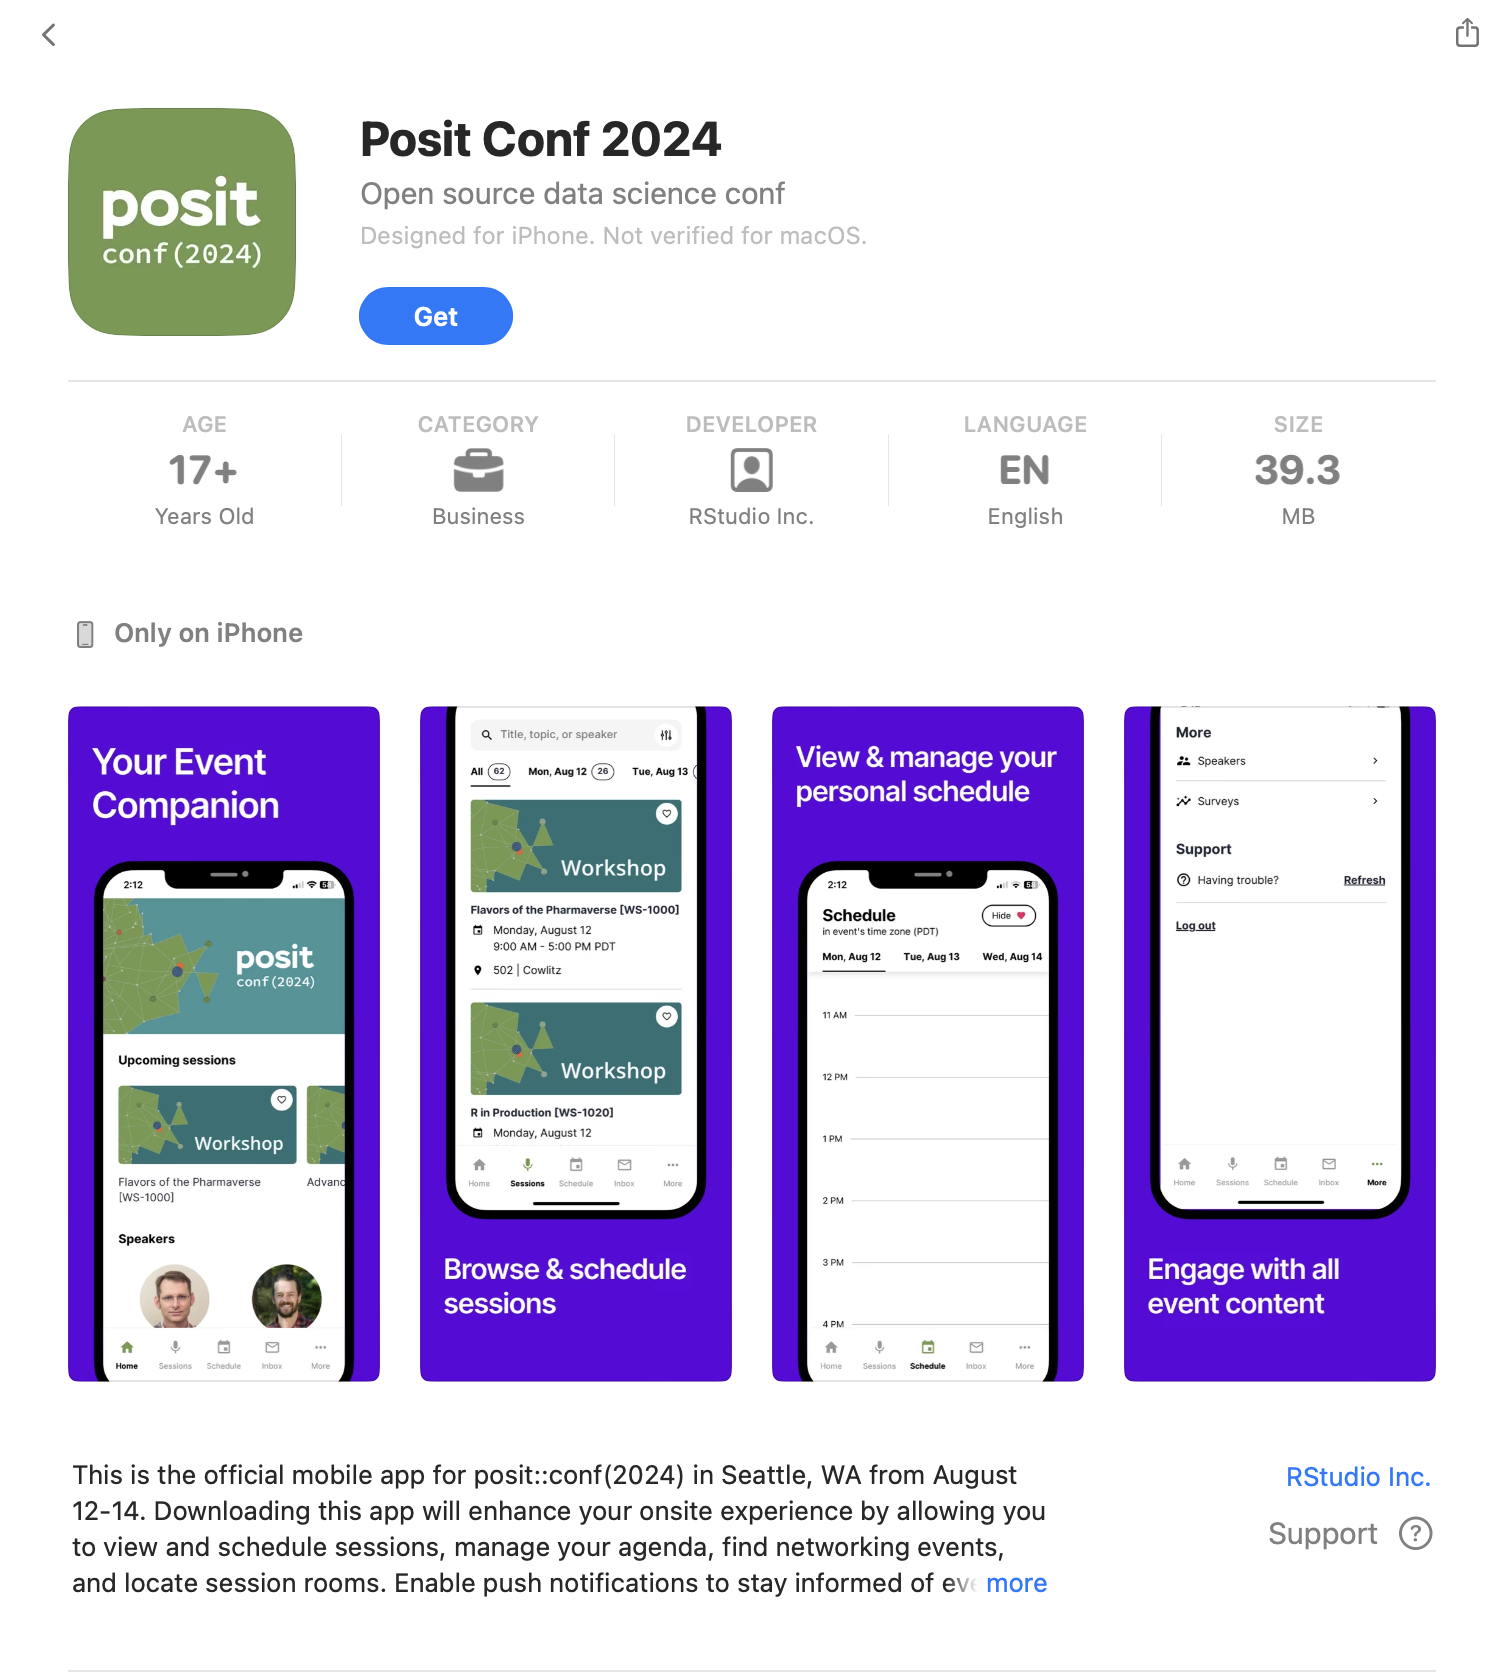 posit
conf(2024)
Posit Conf 2024
Open source data science conf
Designed for iPhone. Not verified for macOS.
Get
AGE
17+
Years Old
CATEGORY
Business
DEVELOPER
RStudio Inc.
LANGUAGE
EN
English
SIZE
39.3
MB
Only on iPhone
Your Event
Companion
2:12
posit
conf(2024)
Upcoming sessions
Workshop
Flavors of the Pharmaverse
[WS-1000]
Advanc
Speakers
Home Sessions Schedule Inbox More
Title, topic, or speaker
All 62 Mon, Aug 12 26 Tue, Aug 13
Workshop
Flavors of the Pharmaverse [WS-1000]
Monday, August 12
9:00 AM - 5:00 PM PDT
502 | Cowlitz
Workshop
R in Production [WS-1020]
Monday, August 12
Home Sessions Schedule Inbox More
Browse & schedule
sessions
View & manage your
personal schedule
2:12
Schedule
Hide
in event's time zone (PDT)
Mon, Aug 12 Tue, Aug 13 Wed, Aug 14
11 AM
12 PM
1 PM
2 PM
3 PM
4 PM
Home Sessions Schedule Inbox More
More
Speakers
Surveys
Support
Having trouble? Refresh
Log out
Home Sessions Schedule Inbox More
Engage with all
event content
This is the official mobile app for posit::conf(2024) in Seattle, WA from August
12-14. Downloading this app will enhance your onsite experience by allowing you
to view and schedule sessions, manage your agenda, find networking events,
and locate session rooms. Enable push notifications to stay informed of eve more
RStudio Inc.
Support